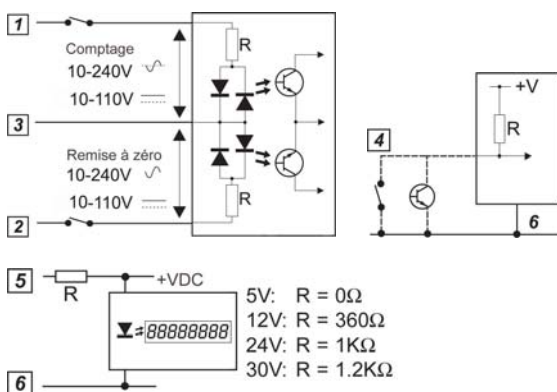 1
R
Comptage
10-240V
10-110V
3
Remise à zéro
10-240V
10-110V
R
2
+V
R
4
6
5
R
+VDC
88888888
6
5V: R = 0Ω
12V: R = 360Ω
24V: R = 1KΩ
30V: R = 1.2KΩ